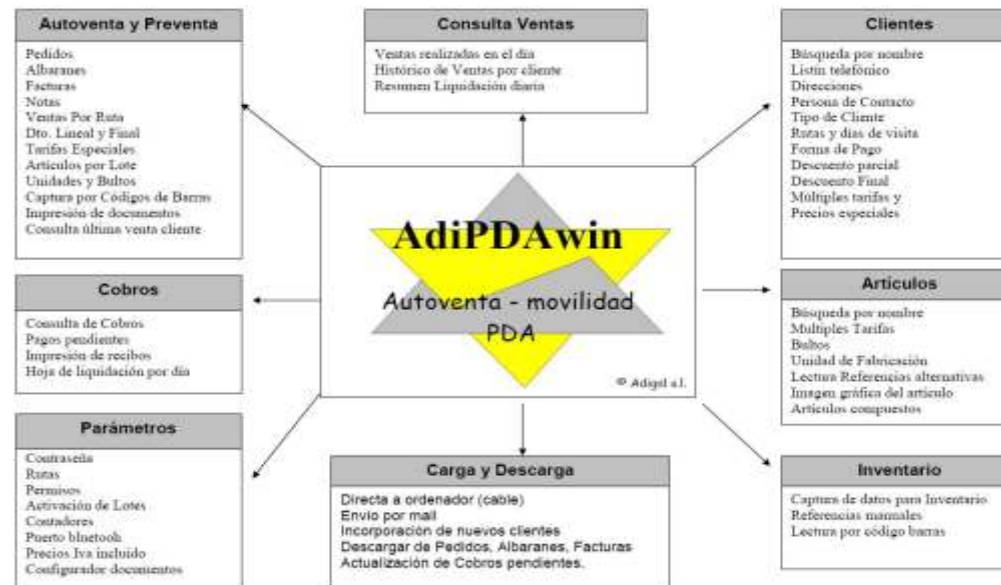 Autoventa y Preventa
Pedidos
Albaranes
Facturas
Notas
Ventas Por Ruta
Dto. Lineal y Final
Tarifas Especiales
Articulos por Lote
Unidades y Bultos
Captura por Códigos de Barras
Impresión de documentos
Consulta última venta cliente
Consulta Ventas
Ventas realizadas en el día
Histórico de Ventas por cliente
Resumen Liquidación diaria
Clientes
Búsqueda por nombre
Listín telefónico
Direcciones
Persona de Contacto
Tipo de Cliente
Rutas y días de visita
Forma de Pago
Descuento parcial
Descuento Final
Múltiples tarifas y
Precios especiales
AdiPDAwin
Autoventa - movilidad
PDA
© Adigal s.l.
Cobros
Consulta de Cobros
Pagos pendientes
Impresión de recibos
Hoja de liquidación por día
Artículos
Búsqueda por nombre
Multiples Tarifas
Bultos
Unidad de Fabricación
Lectura Referencias alternativas
Imagen gráfica del artículo
Artículos compuestos
Parámetros
Contraseña
Rutas
Permisos
Activación de Lotes
Contadores
Puerto bluetooh
Precios Iva incluido
Configurador documentos
Carga y Descarga
Directa a ordenador (cable)
Envío por mail
Incorporación de nuevos clientes
Descargar de Pedidos, Albaranes, Facturas
Actualización de Cobros pendientes.
Inventario
Captura de datos para Inventario
Referencias manuales
Lectura por código barras